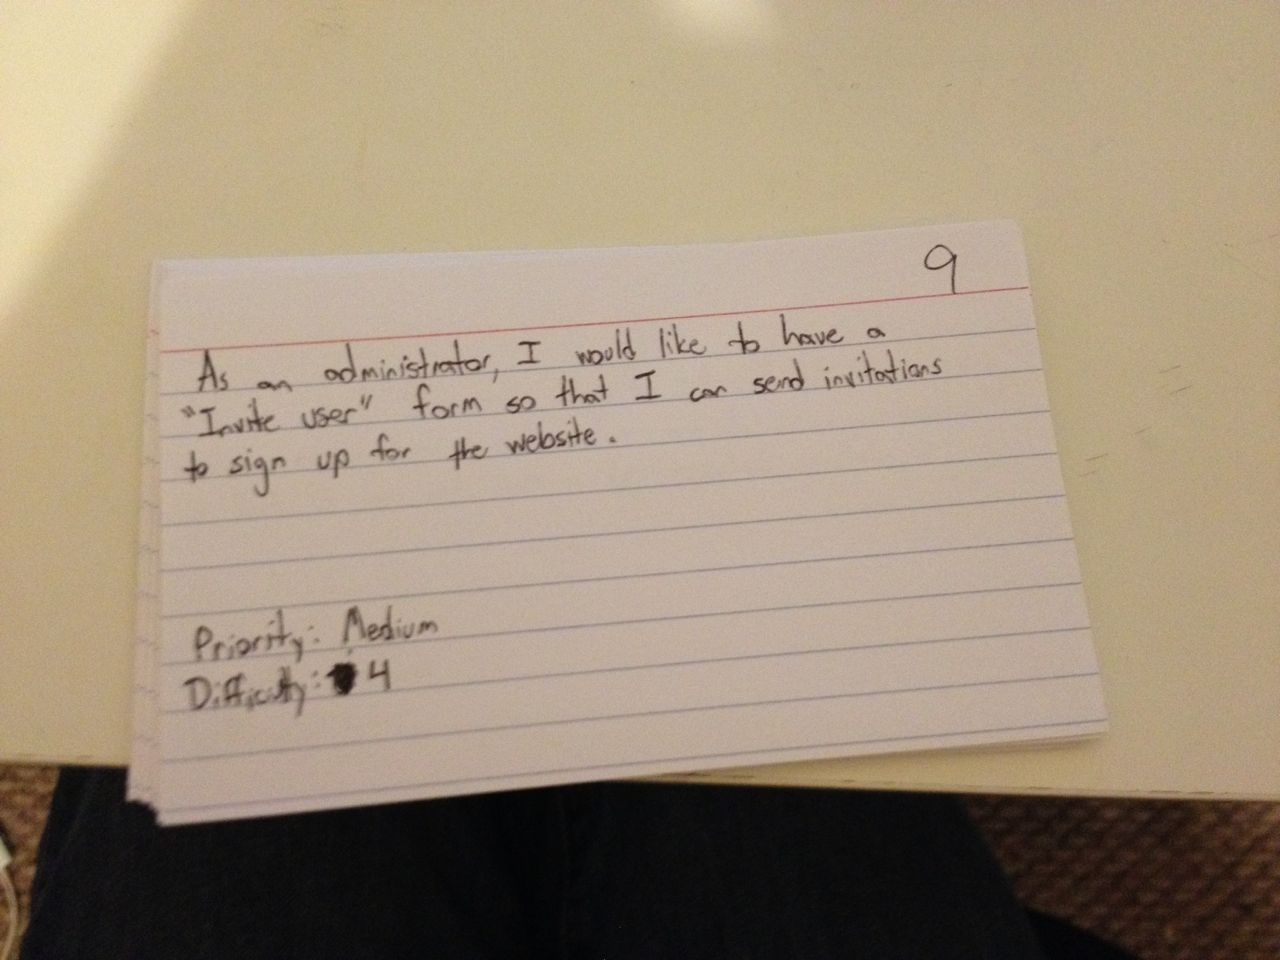 9
As an administrator, I would like to have a
"Invite user" form so that I can send invitations
to sign up for the website.
Priority: Medium
Difficulty: 4